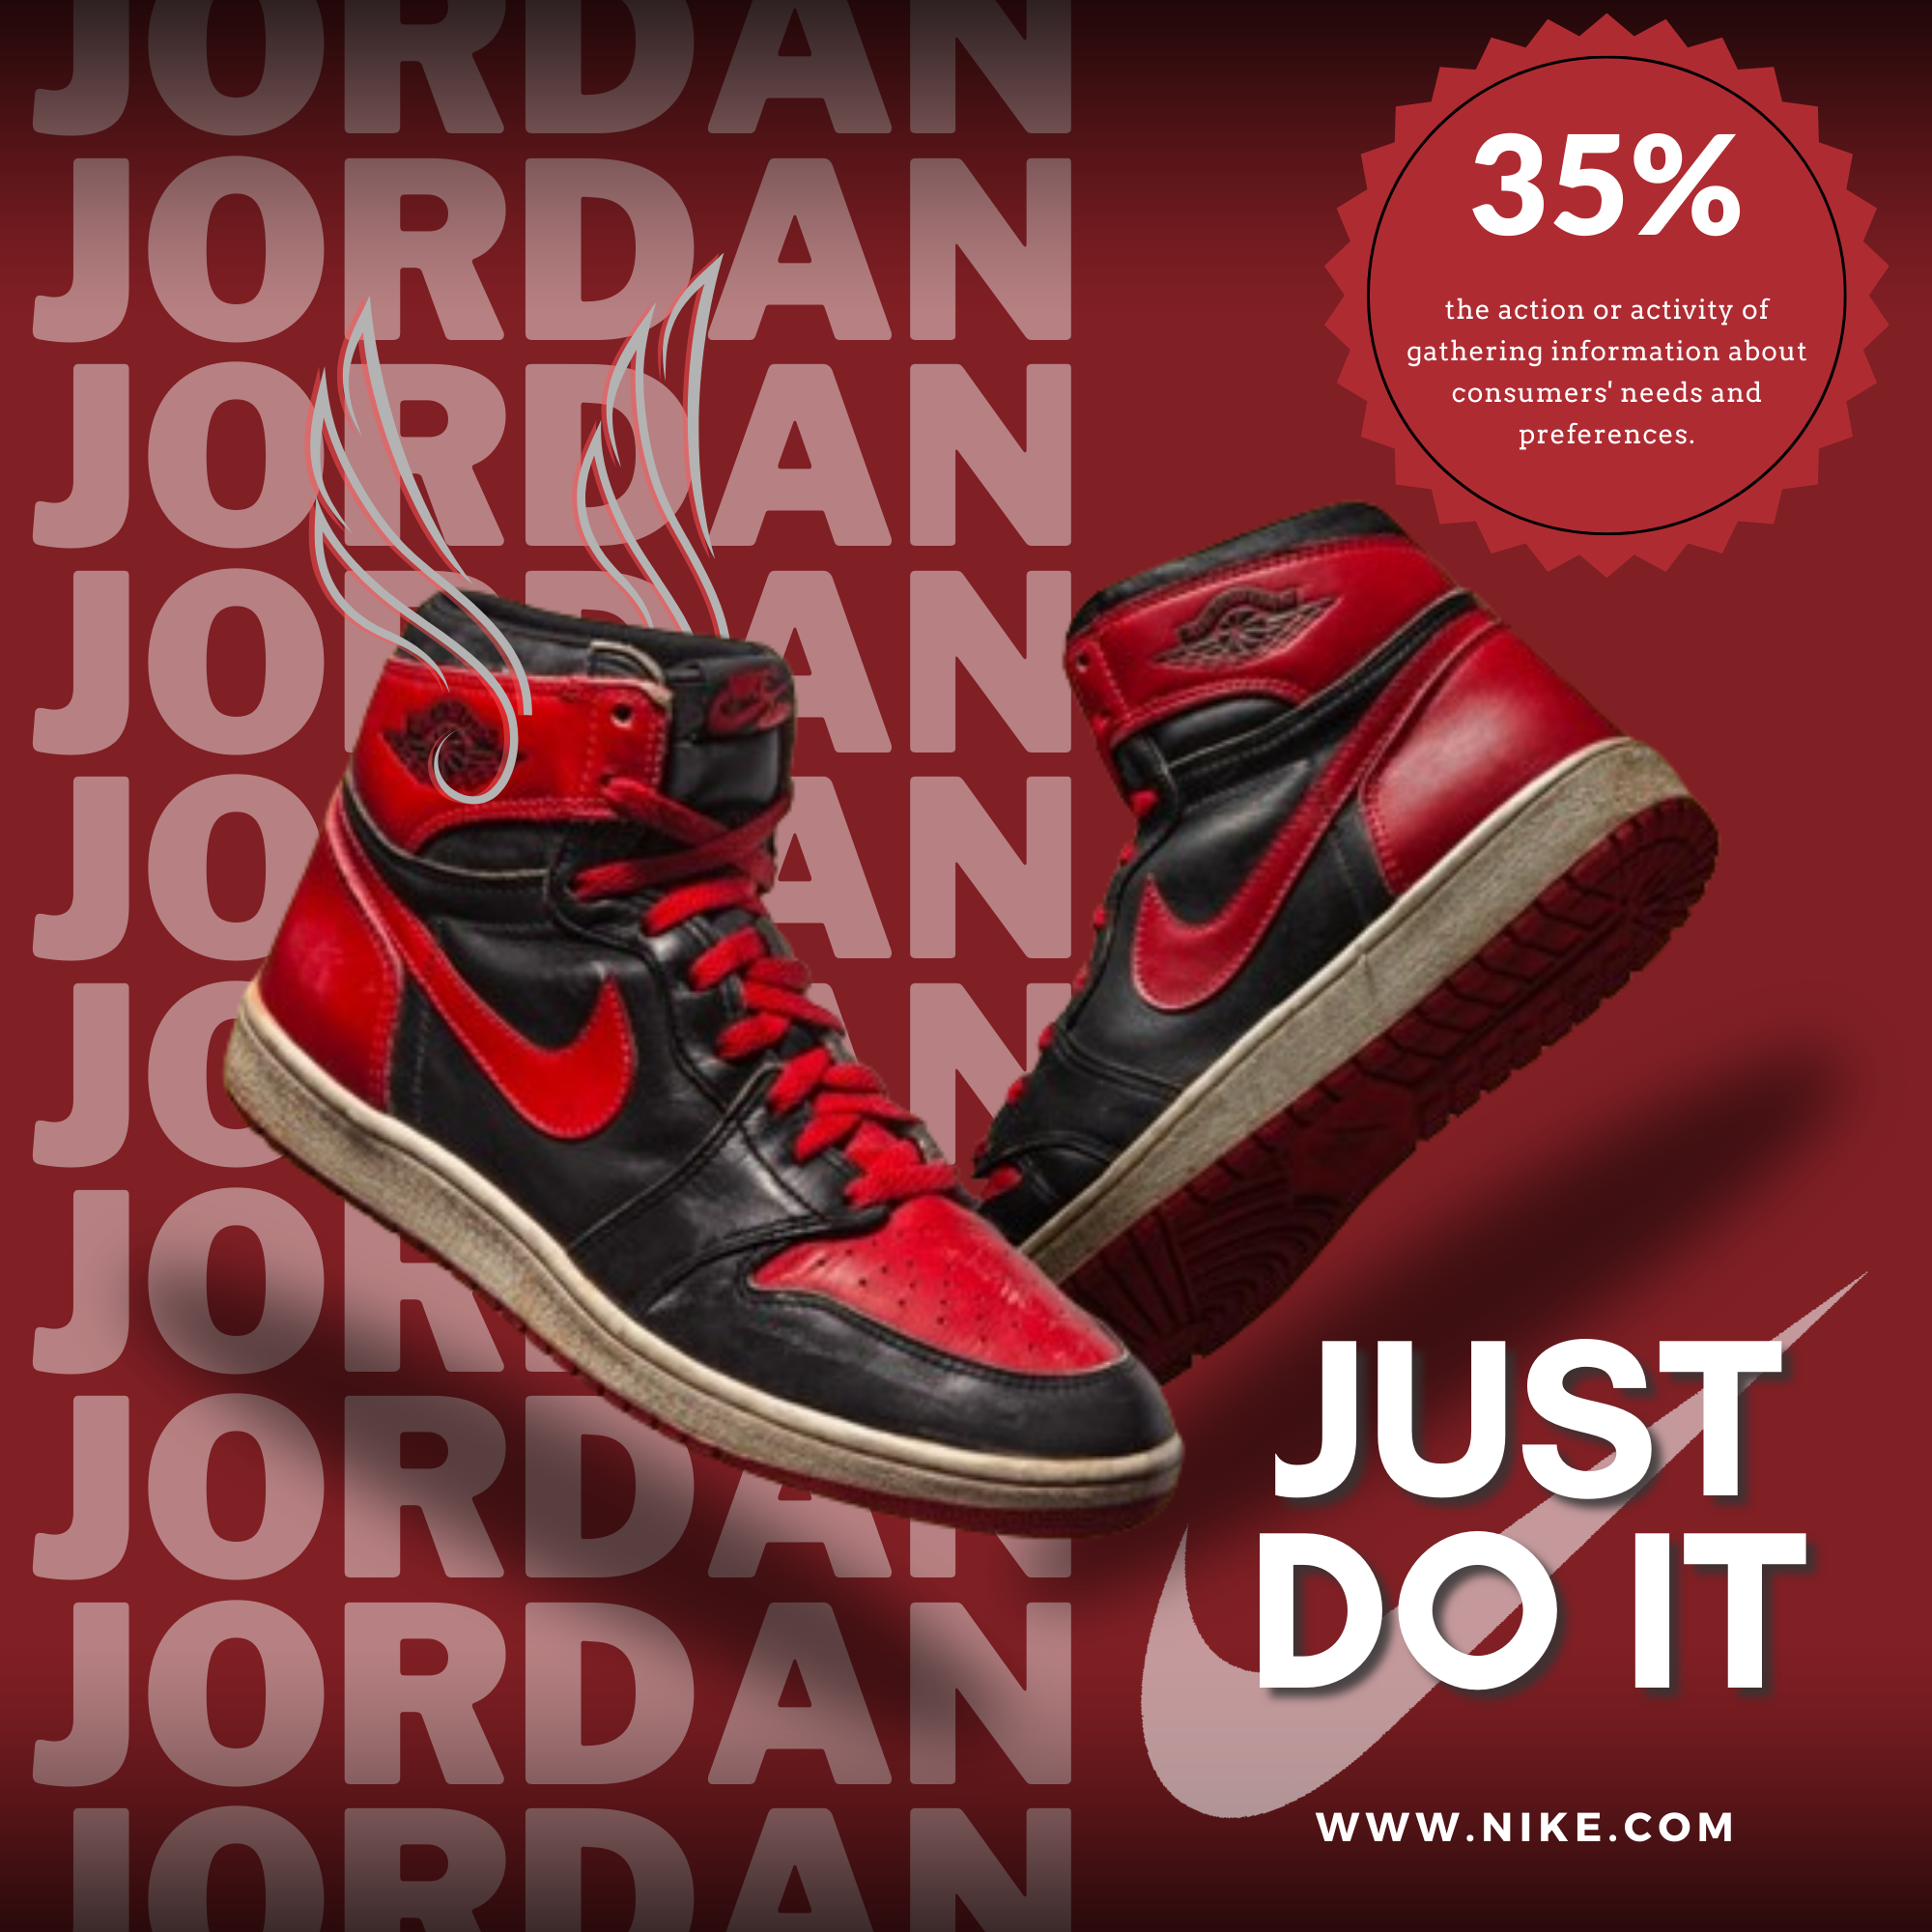 JORDAN
JORDAN
JORDAN
JORDAN
JORDAN
JORDAN
JORDAN
JORDAN
JORDAN
JORDAN
35%
the action or activity of
gathering information about
consumers' needs and
preferences.
JUST
DO IT
WWW.NIKE.COM